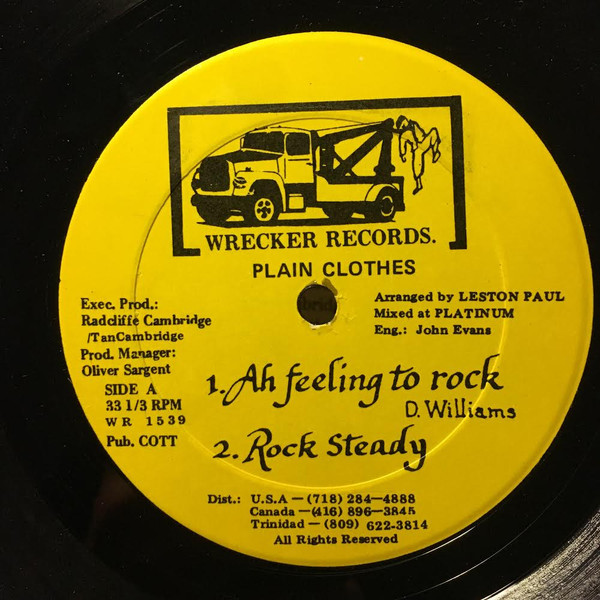 WRECKER RECORDS.
PLAIN CLOTHES
Exec. Prod.:
Radcliffe Cambridge
/TanCambridge
Prod. Manager:
Oliver Sargent
SIDE A
33 1/3 RPM
WR 1539
Pub. COTT
Arranged by LESTON PAUL
Mixed at PLATINUM
Eng.: John Evans
1. Ah feeling to rock
D. Williams
2. Rock Steady
Dist.: U.S.A — (718) 284—4888
Canada —(416) 896—3845
Trinidad — (809) 622-3814
All Rights Reserved